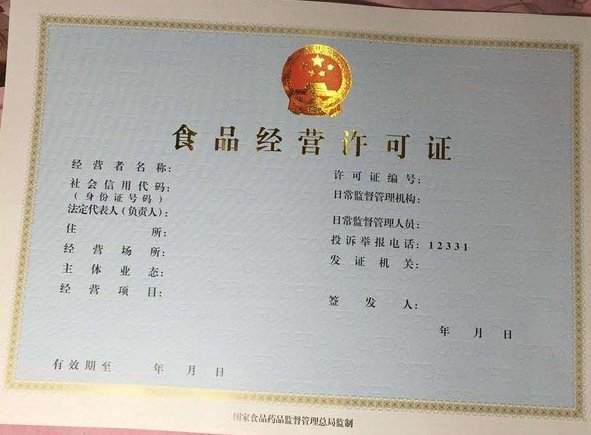 食品经营许可证
经营者名称：
社会信用代码：
（身份证号码）
法定代表人（负责人）：
住所：
经营场所：
主体业态：
经营项目：
许可证编号：
日常监督管理机构：
日常监督管理人员：
投诉举报电话：12331
发证机关：
签发人：
年 月 日
有效期至 年 月 日
国家食品药品监督管理总局监制